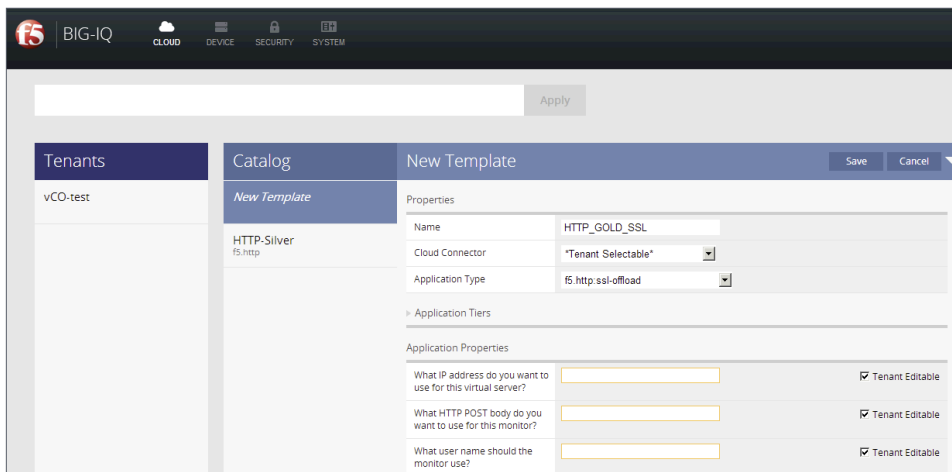 f5 BIG-IQ CLOUD DEVICE SECURITY SYSTEM
Apply
Tenants
vCO-test
Catalog
New Template
HTTP-Silver
f5.http
New Template Save Cancel
Properties
Name HTTP_GOLD_SSL
Cloud Connector *Tenant Selectable*
Application Type f5.http:ssl-offload
Application Tiers
Application Properties
What IP address do you want to
use for this virtual server?
Tenant Editable
What HTTP POST body do you
want to use for this monitor?
Tenant Editable
What user name should the
monitor use?
Tenant Editable